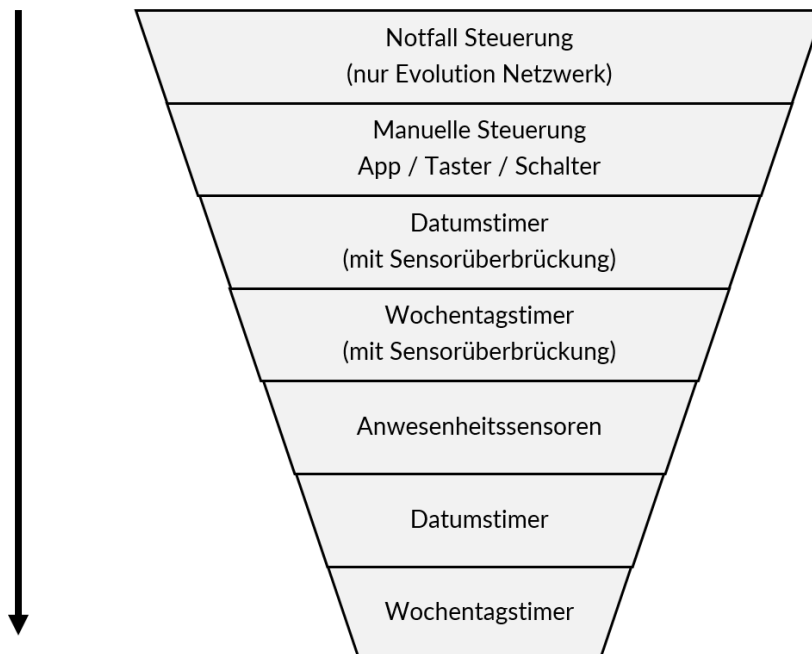 Notfall Steuerung
(nur Evolution Netzwerk)
Manuelle Steuerung
App / Taster / Schalter
Datumstimer
(mit Sensorüberbrückung)
Wochentagstimer
(mit Sensorüberbrückung)
Anwesenheitssensoren
Datumstimer
Wochentagstimer